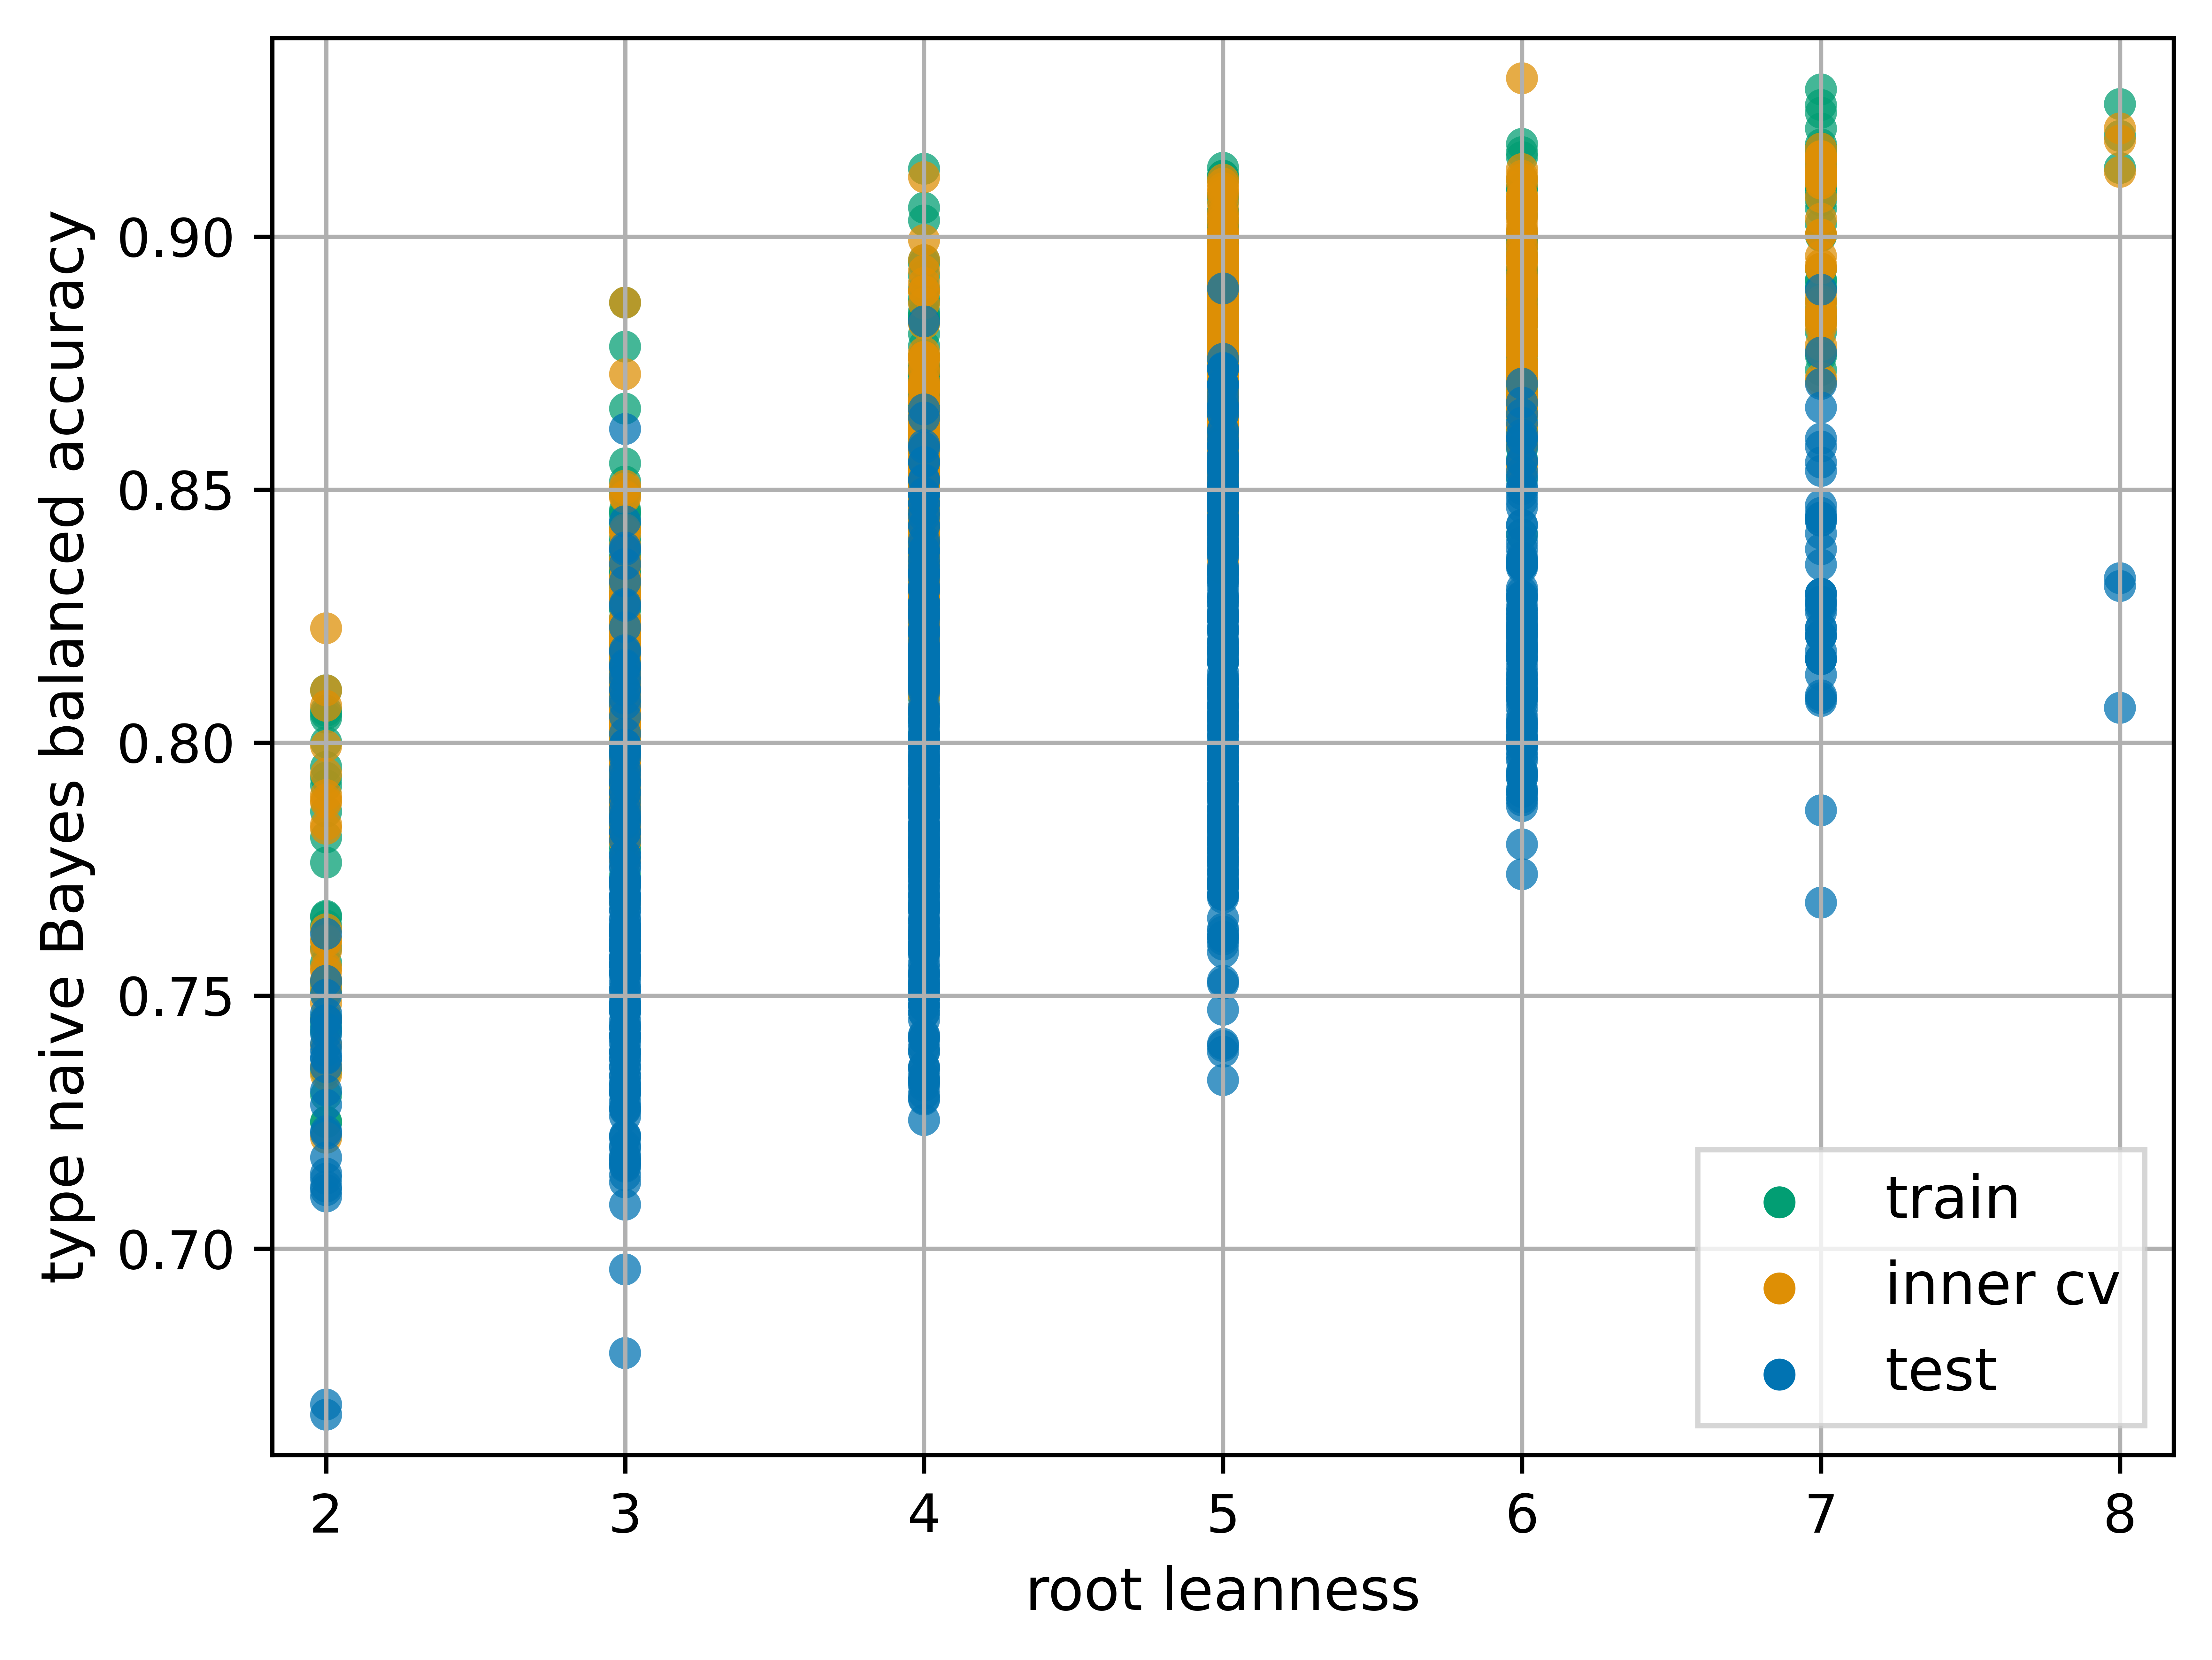 type naive Bayes balanced accuracy
0.90
0.85
0.80
0.75
0.70
train
inner cv
test
2 3 4 5 6 7 8
root leanness